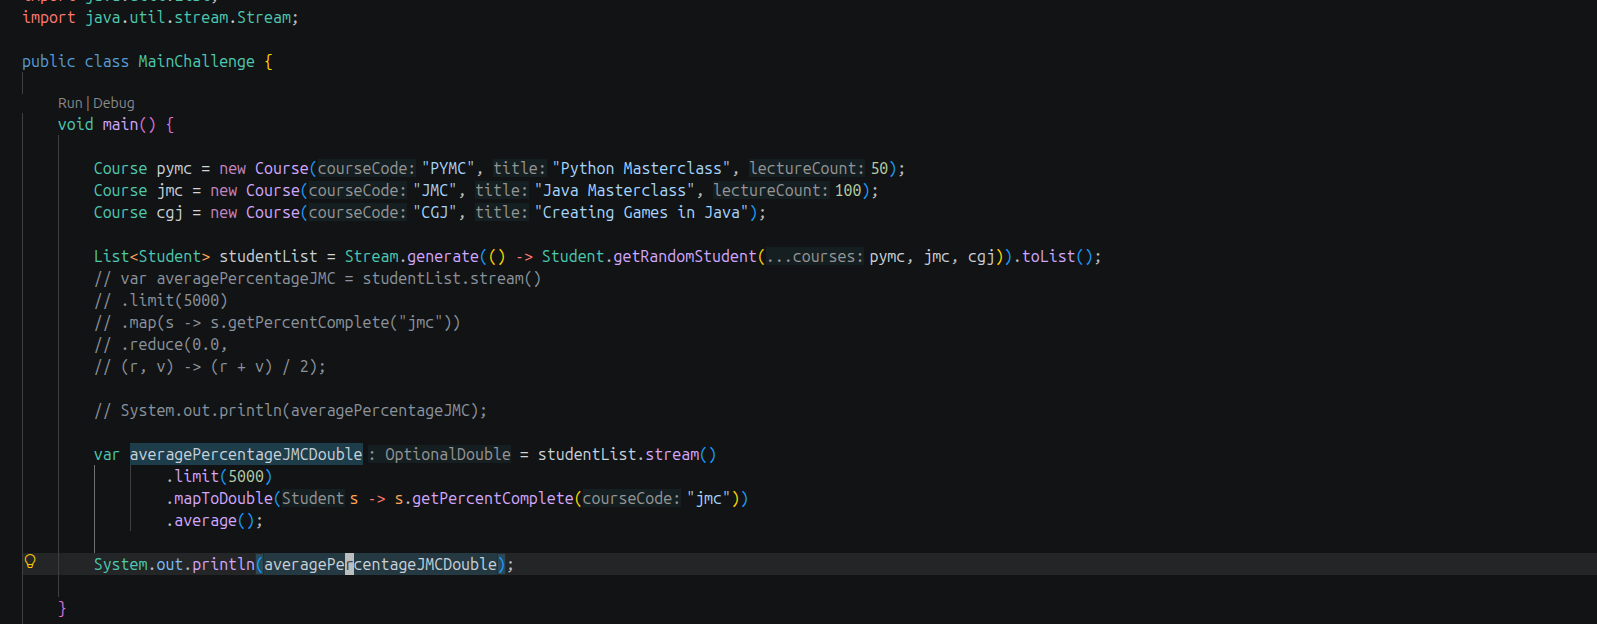 import java.util.stream.Stream;
public class MainChallenge {
Run | Debug
void main() {
Course pymc = new Course(courseCode: "PYMC", title: "Python Masterclass", lectureCount: 50);
Course jmc = new Course(courseCode: "JMC", title: "Java Masterclass", lectureCount: 100);
Course cgj = new Course(courseCode: "CGJ", title: "Creating Games in Java");
List<Student> studentList = Stream.generate(() -> Student.getRandomStudent(...courses: pymc, jmc, cgj)).toList();
// var averagePercentageJMC = studentList.stream()
// .limit(5000)
// .map(s -> s.getPercentComplete("jmc"))
// .reduce(0.0,
// (r, v) -> (r + v) / 2);
// System.out.println(averagePercentageJMC);
var averagePercentageJMCDouble : OptionalDouble = studentList.stream()
.limit(5000)
.mapToDouble(Student s -> s.getPercentComplete(courseCode: "jmc"))
.average();
System.out.println(averagePercentageJMCDouble);
}